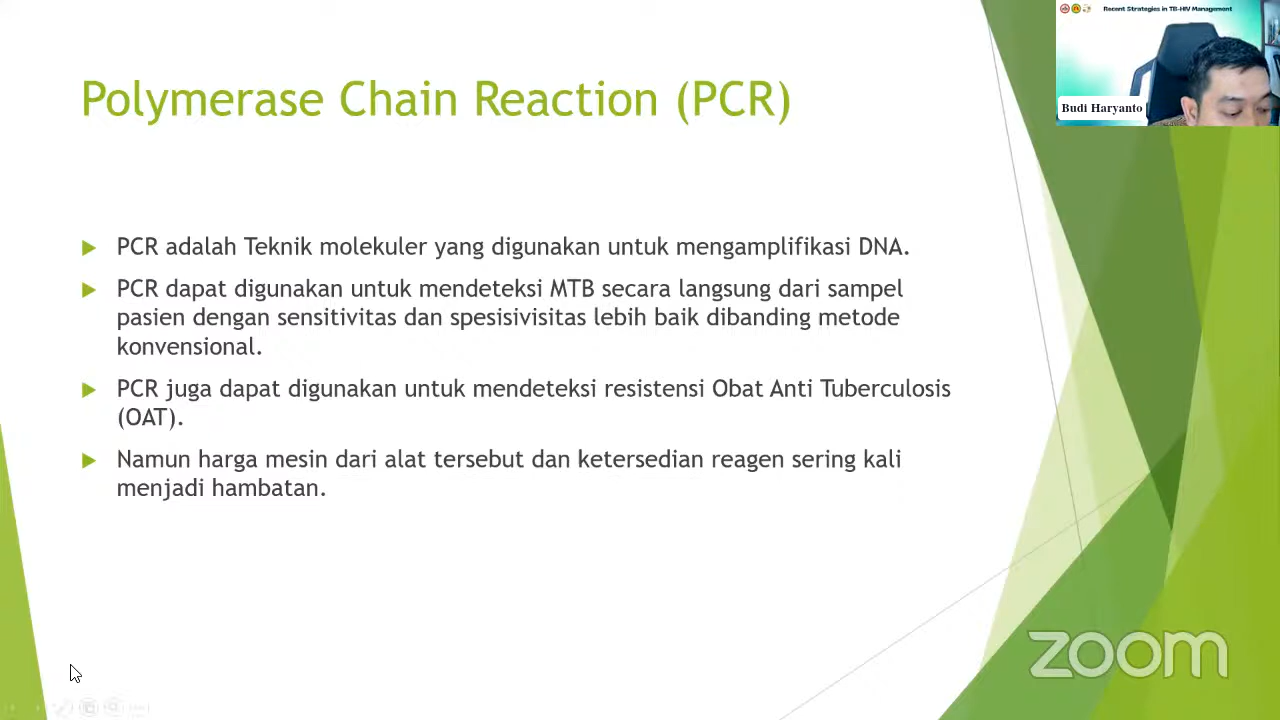 Recent Strategies in TB-HIV Management
Budi Haryanto
Polymerase Chain Reaction (PCR)
PCR adalah Teknik molekuler yang digunakan untuk mengamplifikasi DNA.
PCR dapat digunakan untuk mendeteksi MTB secara langsung dari sampel
pasien dengan sensitivitas dan spesisivisitas lebih baik dibanding metode
konvensional.
PCR juga dapat digunakan untuk mendeteksi resistensi Obat Anti Tuberculosis
(OAT).
Namun harga mesin dari alat tersebut dan ketersedian reagen sering kali
menjadi hambatan.
zoom